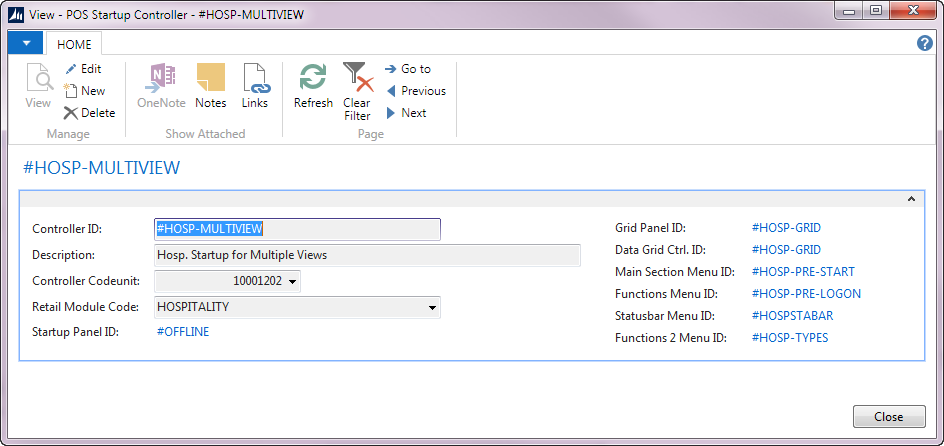 View - POS Startup Controller - #HOSP-MULTIVIEW
HOME
View
Edit
New
Delete
Manage
OneNote
Notes
Links
Show Attached
Refresh
Clear
Filter
Go to
Previous
Next
Page
#HOSP-MULTIVIEW
Controller ID: #HOSP-MULTIVIEW
Description: Hosp. Startup for Multiple Views
Controller Codeunit: 10001202
Retail Module Code: HOSPITALITY
Startup Panel ID: #OFFLINE
Grid Panel ID: #HOSP-GRID
Data Grid Ctrl. ID: #HOSP-GRID
Main Section Menu ID: #HOSP-PRE-START
Functions Menu ID: #HOSP-PRE-LOGON
Statusbar Menu ID: #HOSPSTABAR
Functions 2 Menu ID: #HOSP-TYPES
Close